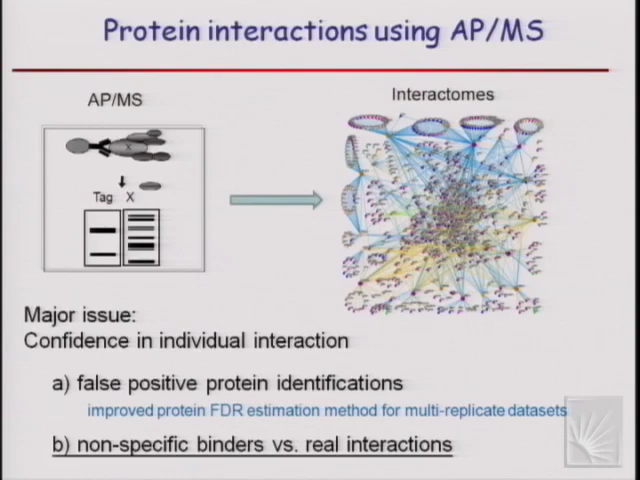 Protein interactions using AP/MS
AP/MS
Interactomes
X
Tag X
Major issue:
Confidence in individual interaction
a) false positive protein identifications
improved protein FDR estimation method for multi-replicate datasets
b) non-specific binders vs. real interactions